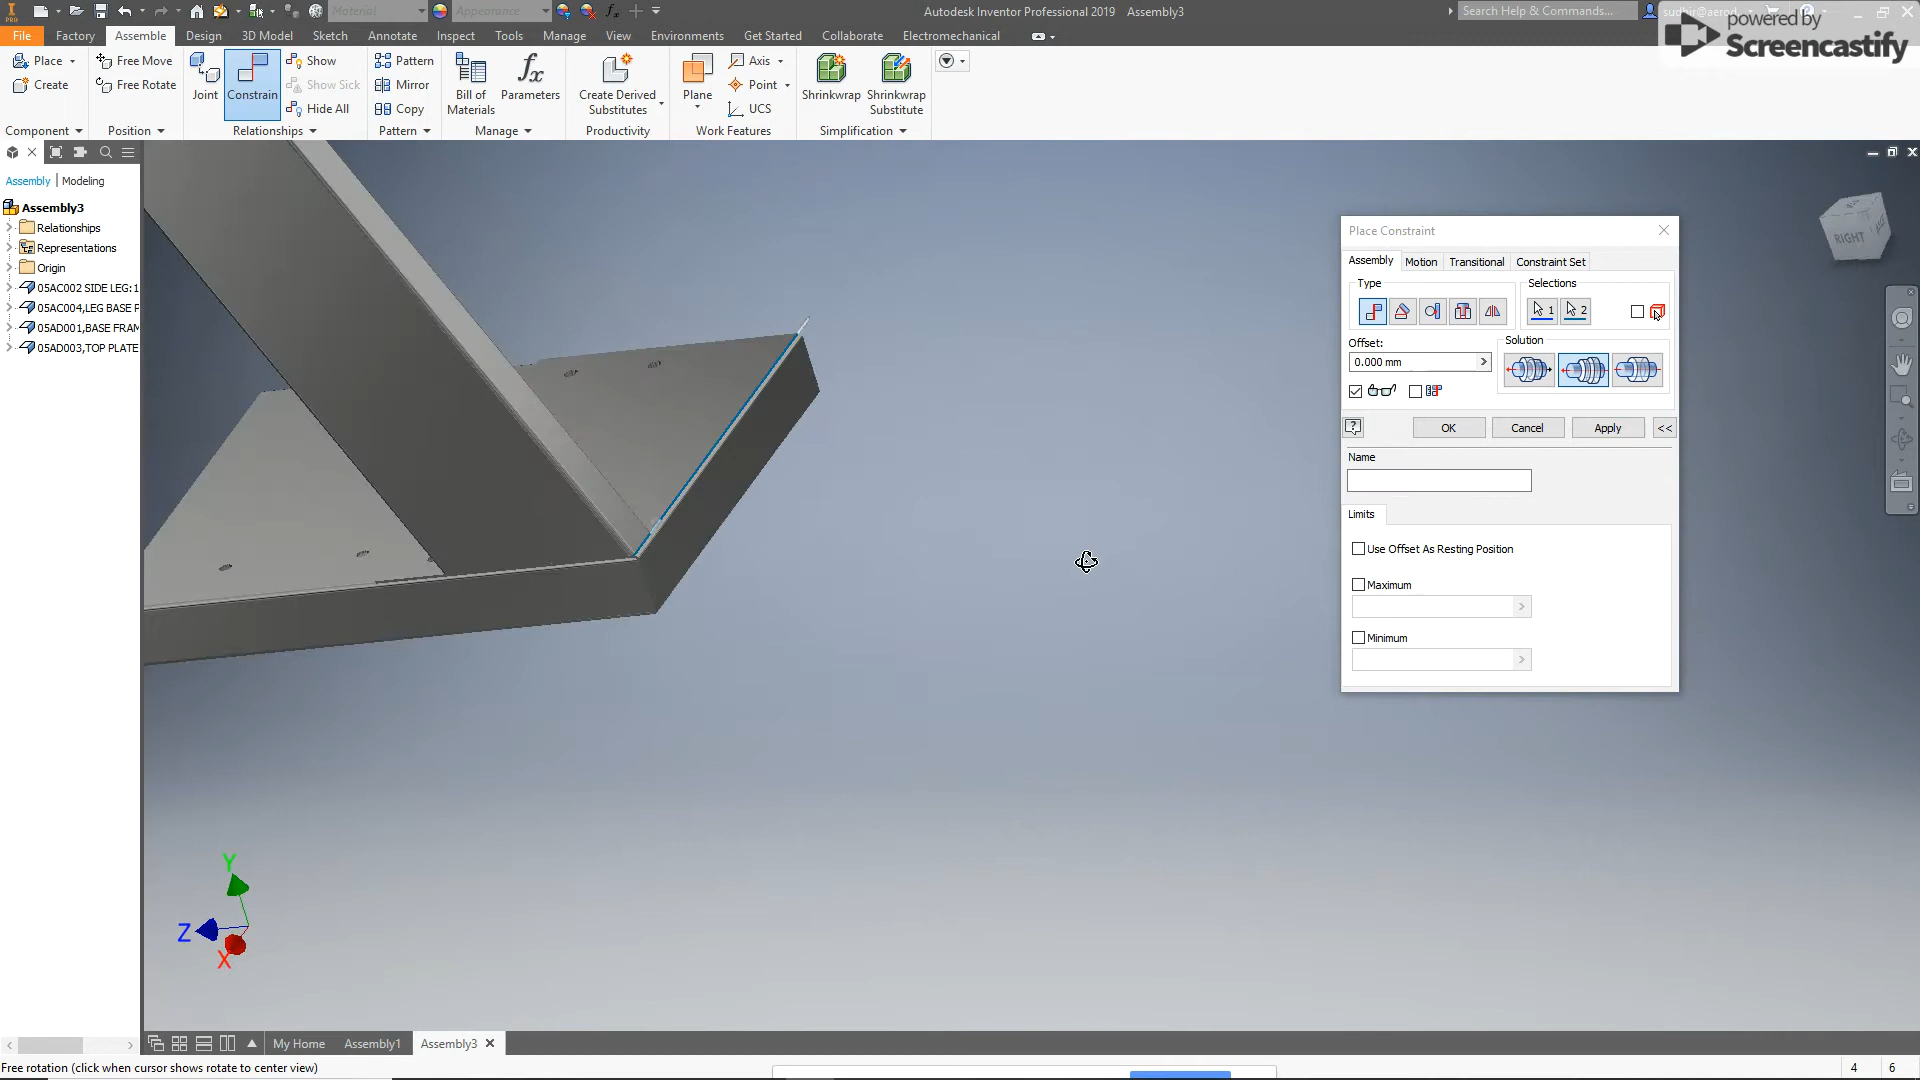 PRO
Material
Appearance
Autodesk Inventor Professional 2019 Assembly3
Search Help & Commands...
powered by
Screencastify
File Factory Assemble Design 3D Model Sketch Annotate Inspect Tools Manage View Environments Get Started Collaborate Electromechanical
Place
Create
Component
Free Move
Free Rotate
Position
Joint
Constrain
Show
Show Sick
Hide All
Relationships
Pattern
Mirror
Copy
Pattern
Bill of
Materials
fx
Parameters
Manage
Create Derived
Substitutes
Productivity
Plane
Axis
Point
UCS
Work Features
Shrinkwrap
Shrinkwrap
Substitute
Simplification
Assembly Modeling
Assembly3
Relationships
Representations
Origin
05AC002 SIDE LEG:1
05AC004,LEG BASE
05AD001,BASE FRAM
05AD003,TOP PLATE
RIGHT
Place Constraint
Assembly Motion Transitional Constraint Set
Type
Selections
1
2
Offset:
0.000 mm
Solution
OK Cancel Apply <<
Name
Limits
Use Offset As Resting Position
Maximum
Minimum
Y
Z
X
My Home Assembly1 Assembly3
Free rotation (click when cursor shows rotate to center view)
4 6